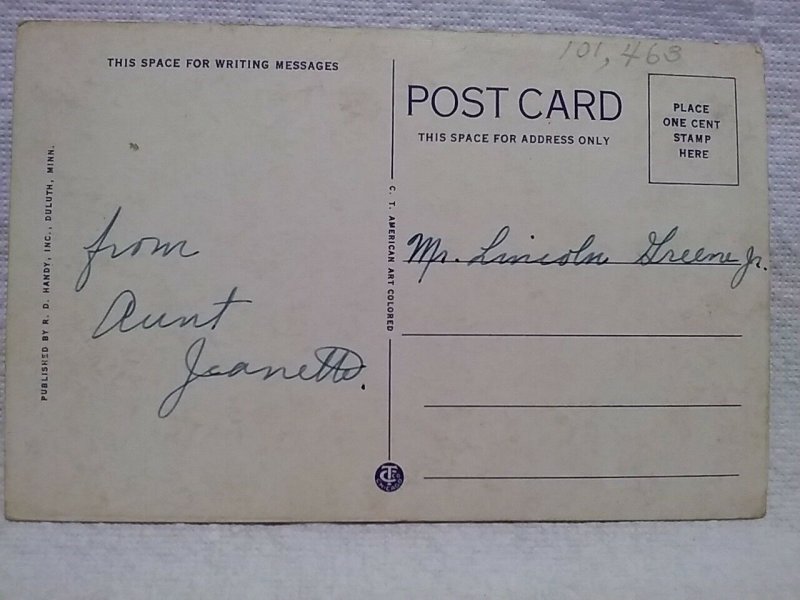 101,463
THIS SPACE FOR WRITING MESSAGES
POST CARD
THIS SPACE FOR ADDRESS ONLY
PLACE
ONE CENT
STAMP
HERE
PUBLISHED BY R. D. HANDY, INC., DULUTH, MINN.
from
Aunt
Jeanette.
C. T. AMERICAN ART COLORED
Mr. Lincoln Greene Jr.